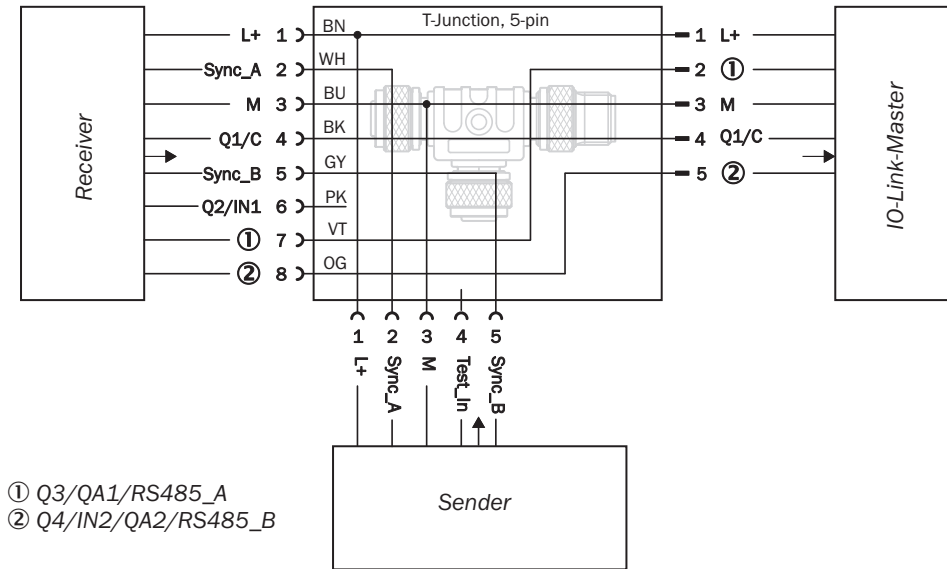 T-Junction, 5-pin
Receiver
L+ 1 BN 1 L+
Sync_A 2 WH 2 ①
M 3 BU 3 M
Q1/C 4 BK 4 Q1/C
Sync_B 5 GY 5 ②
Q2/IN1 6 PK
① 7 VT
② 8 OG
IO-Link-Master
1 2 3 4 5
L+ Sync_A M Test_In Sync_B
Sender
① Q3/QA1/RS485_A
② Q4/IN2/QA2/RS485_B